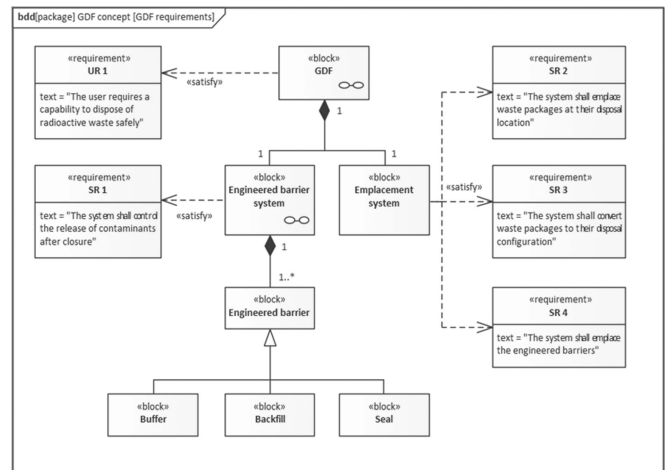 bdd[package] GDF concept [GDF requirements]
«requirement»
UR 1
text = "The user requires a
capability to dispose of
radioactive waste safely"
«satisfy»
«block»
GDF
1
«requirement»
SR 2
text = "The system shall emplace
waste packages at their disposal
location"
«requirement»
SR 1
text = "The system shall control
the release of contaminants
after closure"
«satisfy»
1
«block»
Engineered barrier
system
1
1
«block»
Emplacement
system
«satisfy»
«requirement»
SR 3
text = "The system shall convert
waste packages to their disposal
configuration"
1..*
«block»
Engineered barrier
«requirement»
SR 4
text = "The system shall emplace
the engineered barriers"
«block»
Buffer
«block»
Backfill
«block»
Seal